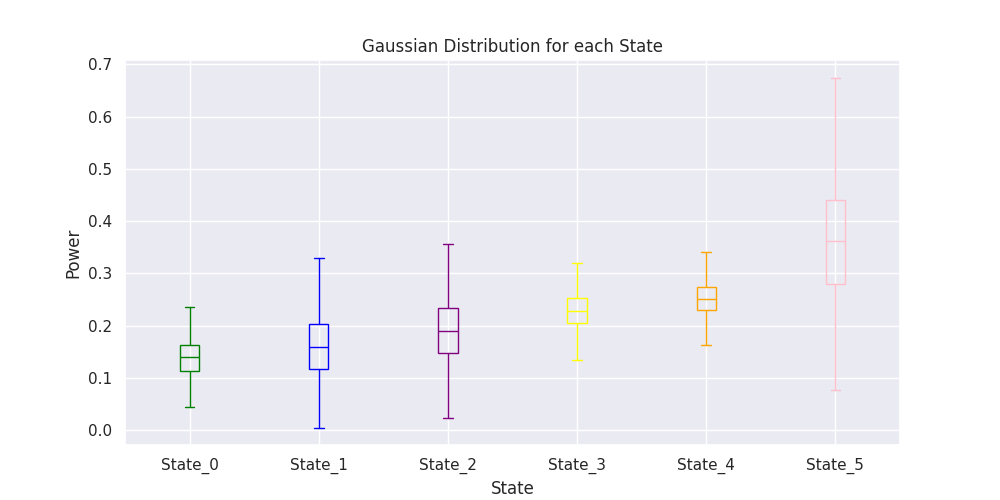 Gaussian Distribution for each State
0.7
0.6
0.5
0.4
0.3
0.2
0.1
0.0
Power
State_0 State_1 State_2 State_3 State_4 State_5
State